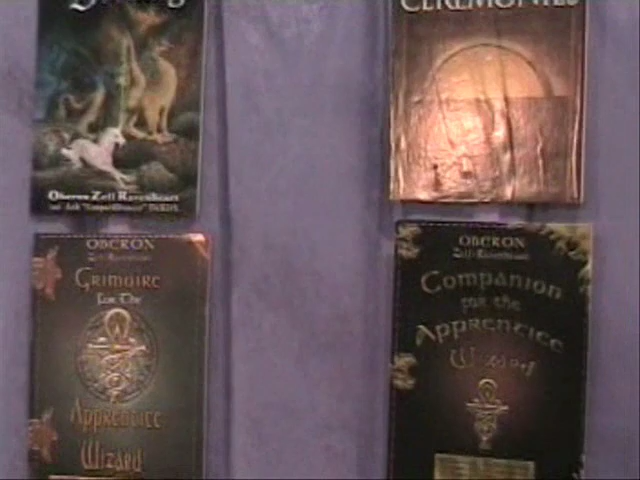 CEREMONIES
Oberon Zell Ravenheart
DeKirk
OBERON
Zell-Ravenheart
GRIMOIRE
FOR THE
APPRENTICE
WIZARD
OBERON
Zell-Ravenheart
COMPANION
FOR THE
APPRENTICE
WIZARD